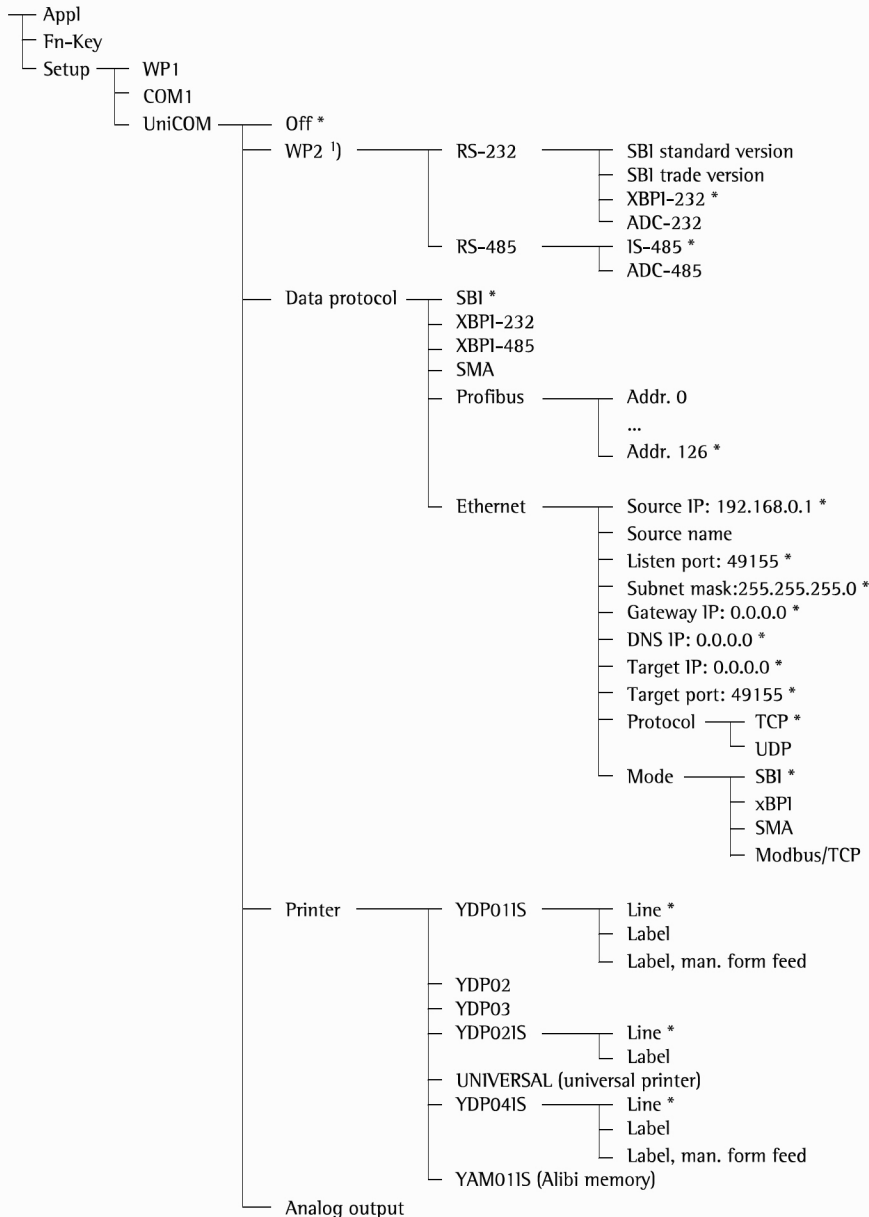 Appl
Fn-Key
Setup WP1
COM1
UniCOM Off *
WP2 ¹) RS-232 SBI standard version
SBI trade version
XBPI-232 *
ADC-232
RS-485 IS-485 *
ADC-485
Data protocol SBI *
XBPI-232
XBPI-485
SMA
Profibus Addr. 0
...
Addr. 126 *
Ethernet Source IP: 192.168.0.1 *
Source name
Listen port: 49155 *
Subnet mask:255.255.255.0 *
Gateway IP: 0.0.0.0 *
DNS IP: 0.0.0.0 *
Target IP: 0.0.0.0 *
Target port: 49155 *
Protocol TCP *
UDP
Mode SBI *
xBPI
SMA
Modbus/TCP
Printer YDP01IS Line *
Label
Label, man. form feed
YDP02
YDP03
YDP02IS Line *
Label
UNIVERSAL (universal printer)
YDP04IS Line *
Label
Label, man. form feed
YAM01IS (Alibi memory)
Analog output